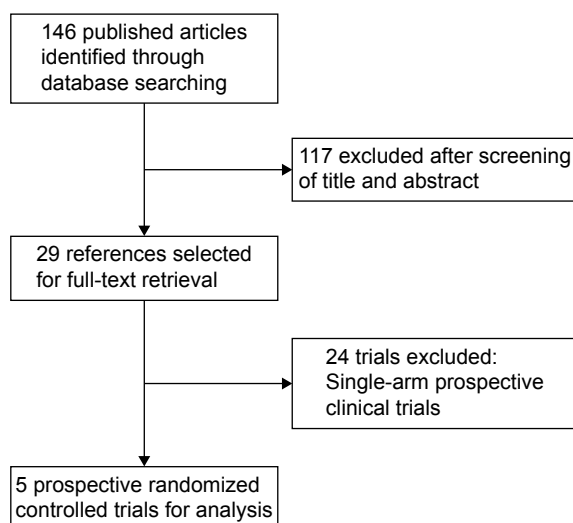 146 published articles
identified through
database searching
117 excluded after screening
of title and abstract
29 references selected
for full-text retrieval
24 trials excluded:
Single-arm prospective
clinical trials
5 prospective randomized
controlled trials for analysis